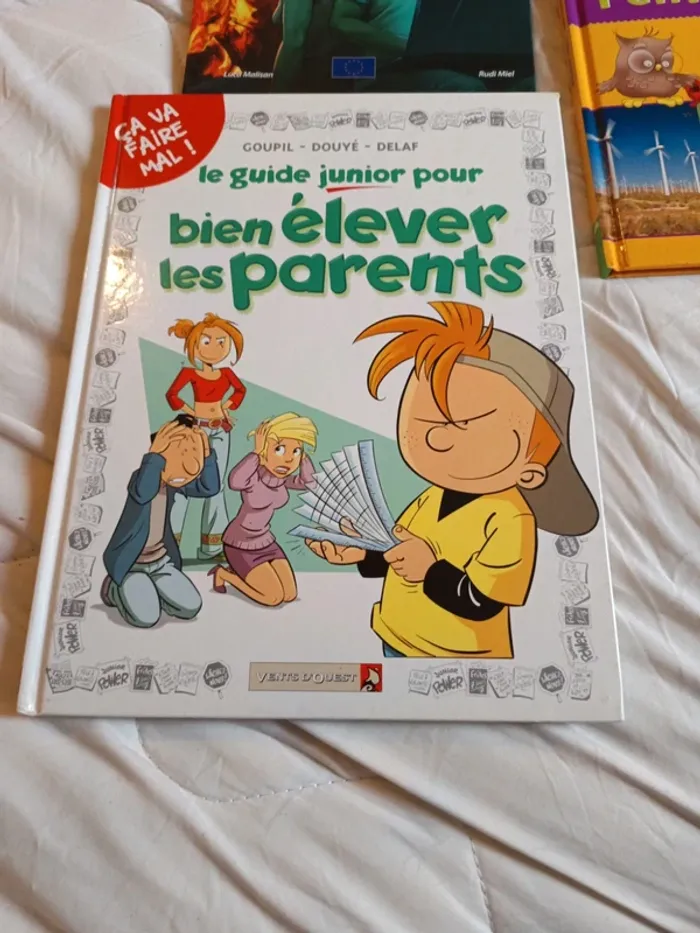 Luca Malisan
Rudi Miel
ÇA VA
FAIRE
MAL !
GOUPIL - DOUYÉ - DELAF
le guide junior pour
bien élever
les parents
VENTS D'OUEST